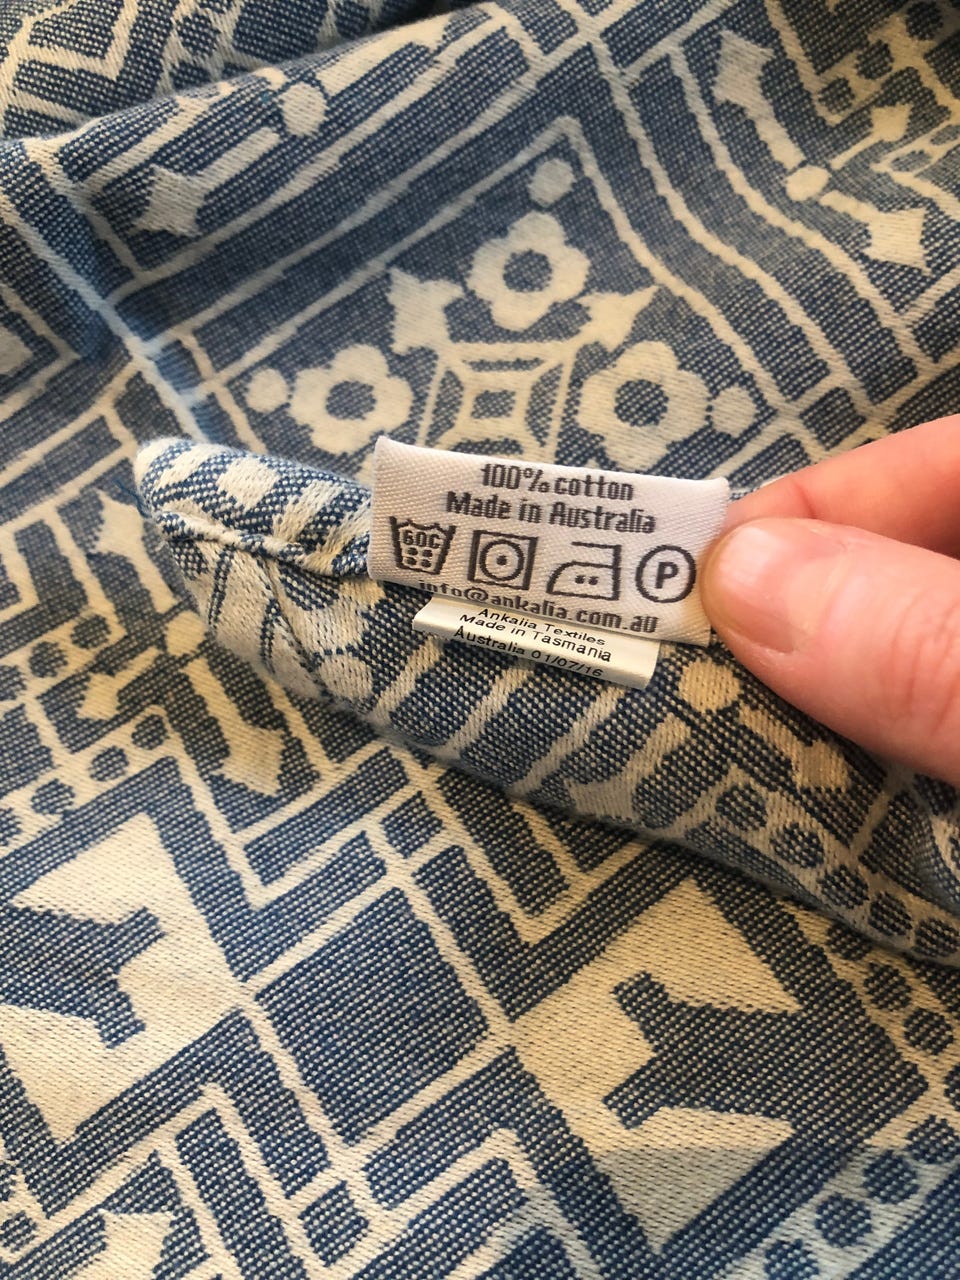 100% cotton
Made in Australia
60C
P
info@ankalia.com.au
Ankalia Textiles
Made in Tasmania
Australia 01/07/16